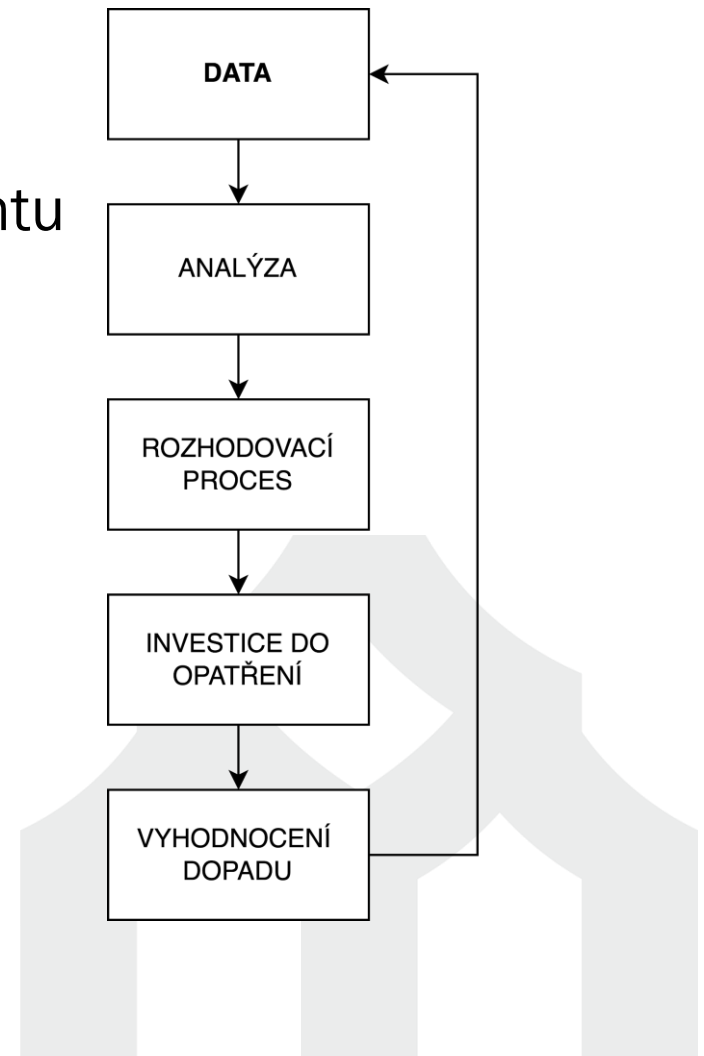 DATA
ntu
ANALÝZA
ROZHODOVACÍ
PROCES
INVESTICE DO
OPATŘENÍ
VYHODNOCENÍ
DOPADU